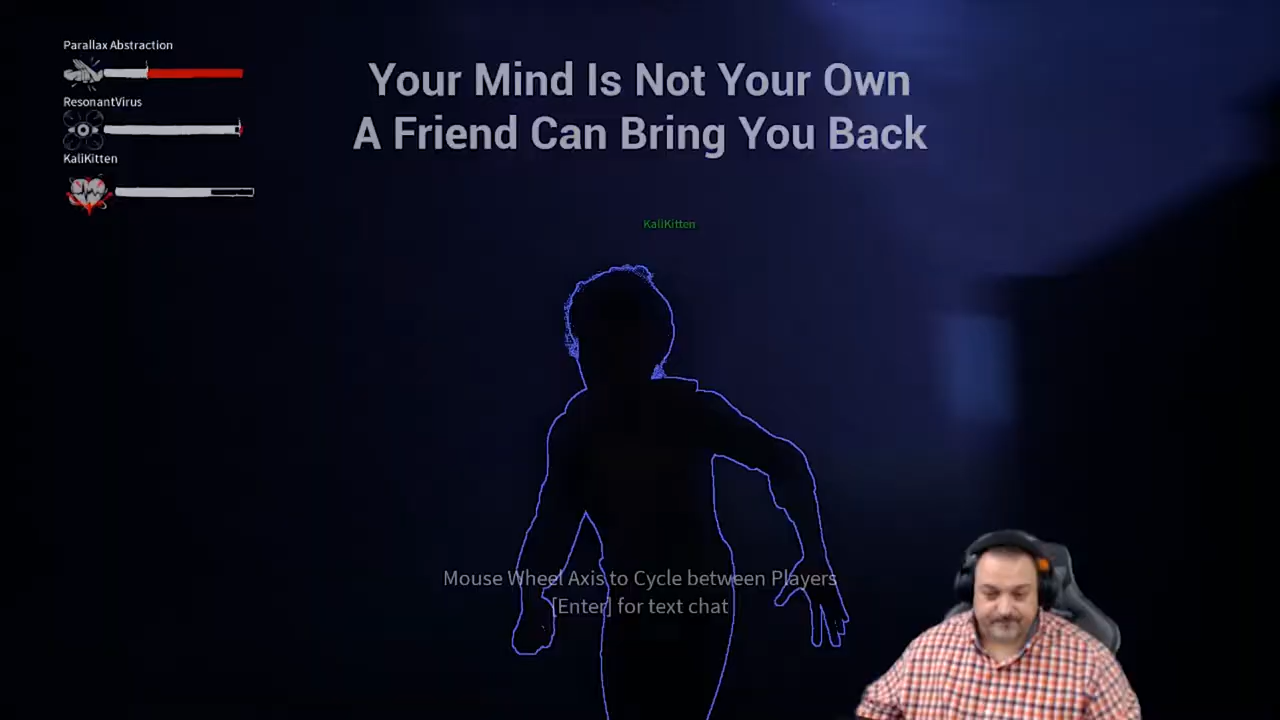 Parallax Abstraction
ResonantVirus
KaliKitten
Your Mind Is Not Your Own
A Friend Can Bring You Back
KaliKitten
Mouse Wheel Axis to Cycle between Players
[Enter] for text chat